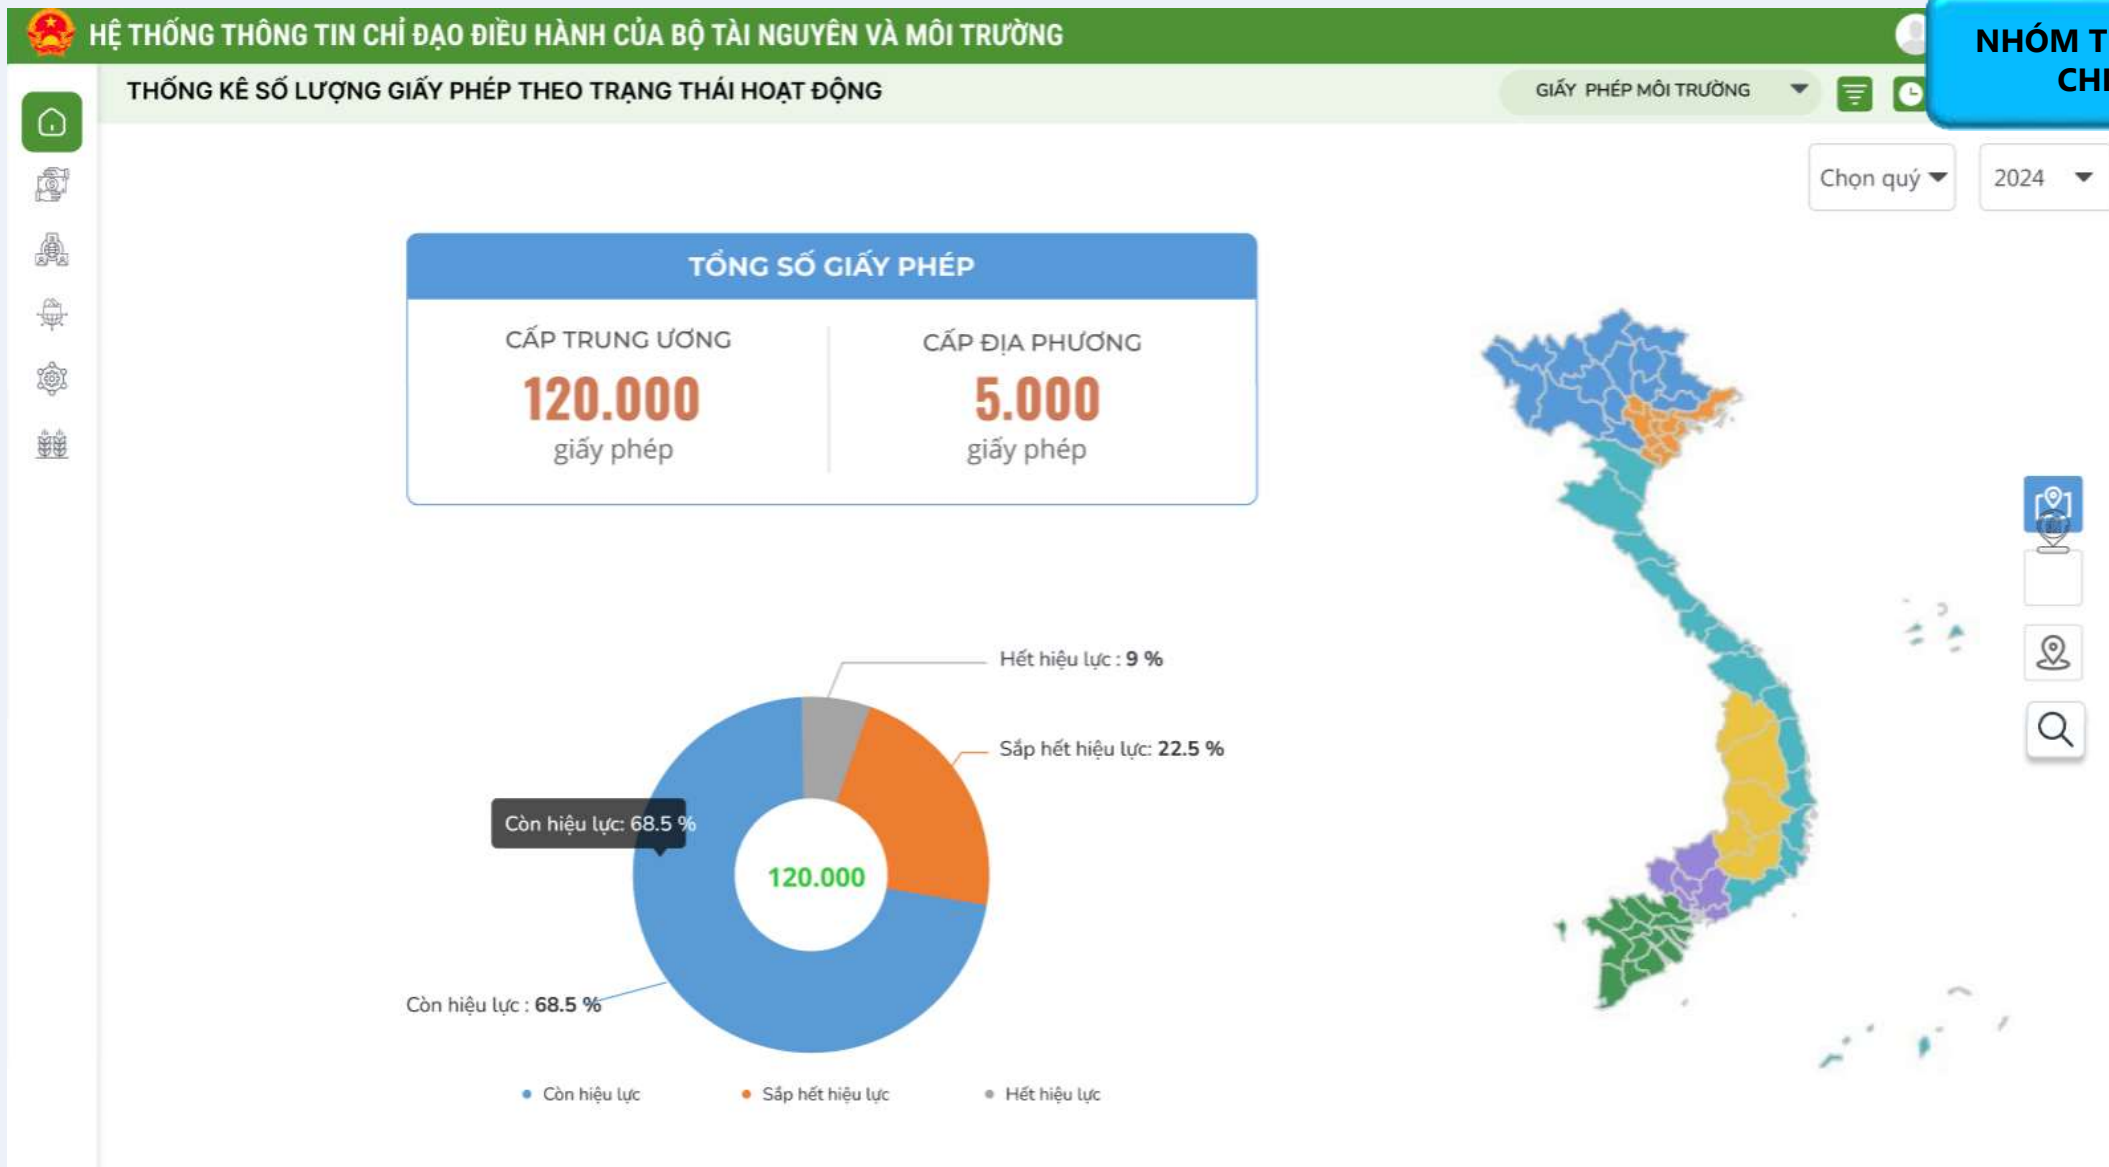 HỆ THỐNG THÔNG TIN CHỈ ĐẠO ĐIỀU HÀNH CỦA BỘ TÀI NGUYÊN VÀ MÔI TRƯỜNG
NHÓM
THỐNG KÊ SỐ LƯỢNG GIẤY PHÉP THEO TRẠNG THÁI HOẠT ĐỘNG
GIẤY PHÉP MÔI TRƯỜNG
Chọn quý
2024
TỔNG SỐ GIẤY PHÉP
CẤP TRUNG ƯƠNG
120.000
giấy phép
CẤP ĐỊA PHƯƠNG
5.000
giấy phép
Hết hiệu lực : 9 %
Sắp hết hiệu lực: 22.5 %
Còn hiệu lực: 68.5 %
120.000
Còn hiệu lực : 68.5 %
Còn hiệu lực
Sắp hết hiệu lực
Hết hiệu lực